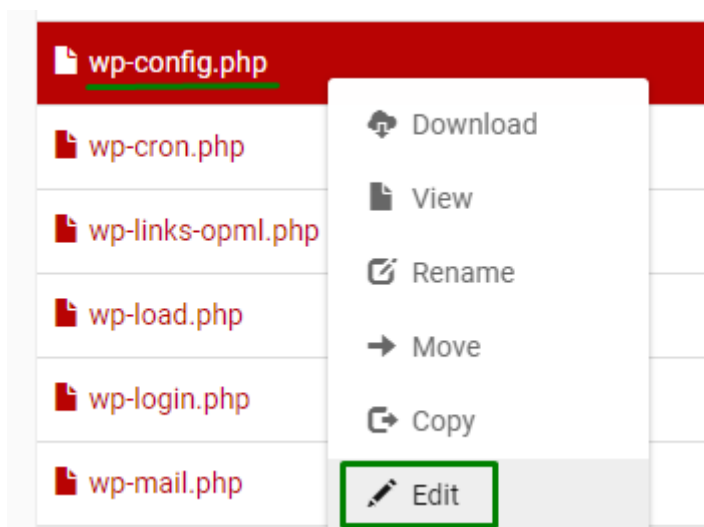 wp-config.php
Download
wp-cron.php
View
wp-links-opml.php
Rename
wp-load.php
Move
wp-login.php
Copy
wp-mail.php
Edit